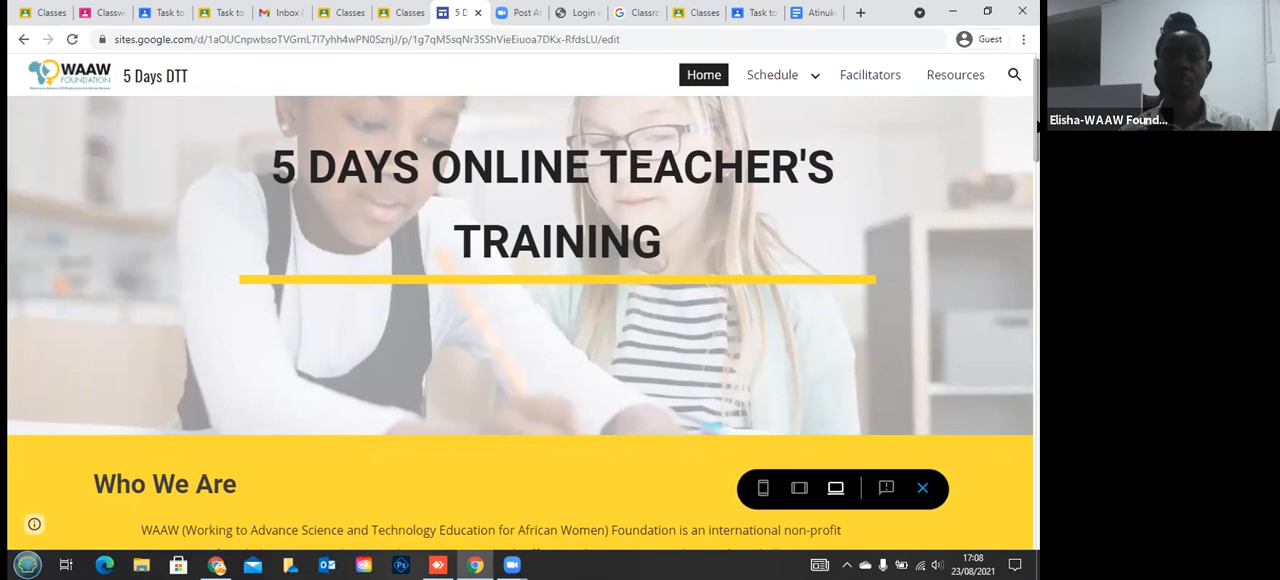 Classes
Classw
Task to
Task to
Inbox (
Classes
Classes
5 D
Post A
Login
Classro
Classes
Task to
Atinuk
sites.google.com/d/1aOUCnpwbsoTVGrnL7I7yhh4wPN0SznjJ/p/1g7qM5sqNr3SShVieEiuoa7DKx-RfdsLU/edit
Guest
WAAW
FOUNDATION
5 Days DTT
Home
Schedule
Facilitators
Resources
Elisha-WAAW Found...
5 DAYS ONLINE TEACHER'S
TRAINING
Who We Are
WAAW (Working to Advance Science and Technology Education for African Women) Foundation is an international non-profit
17:08
23/08/2021